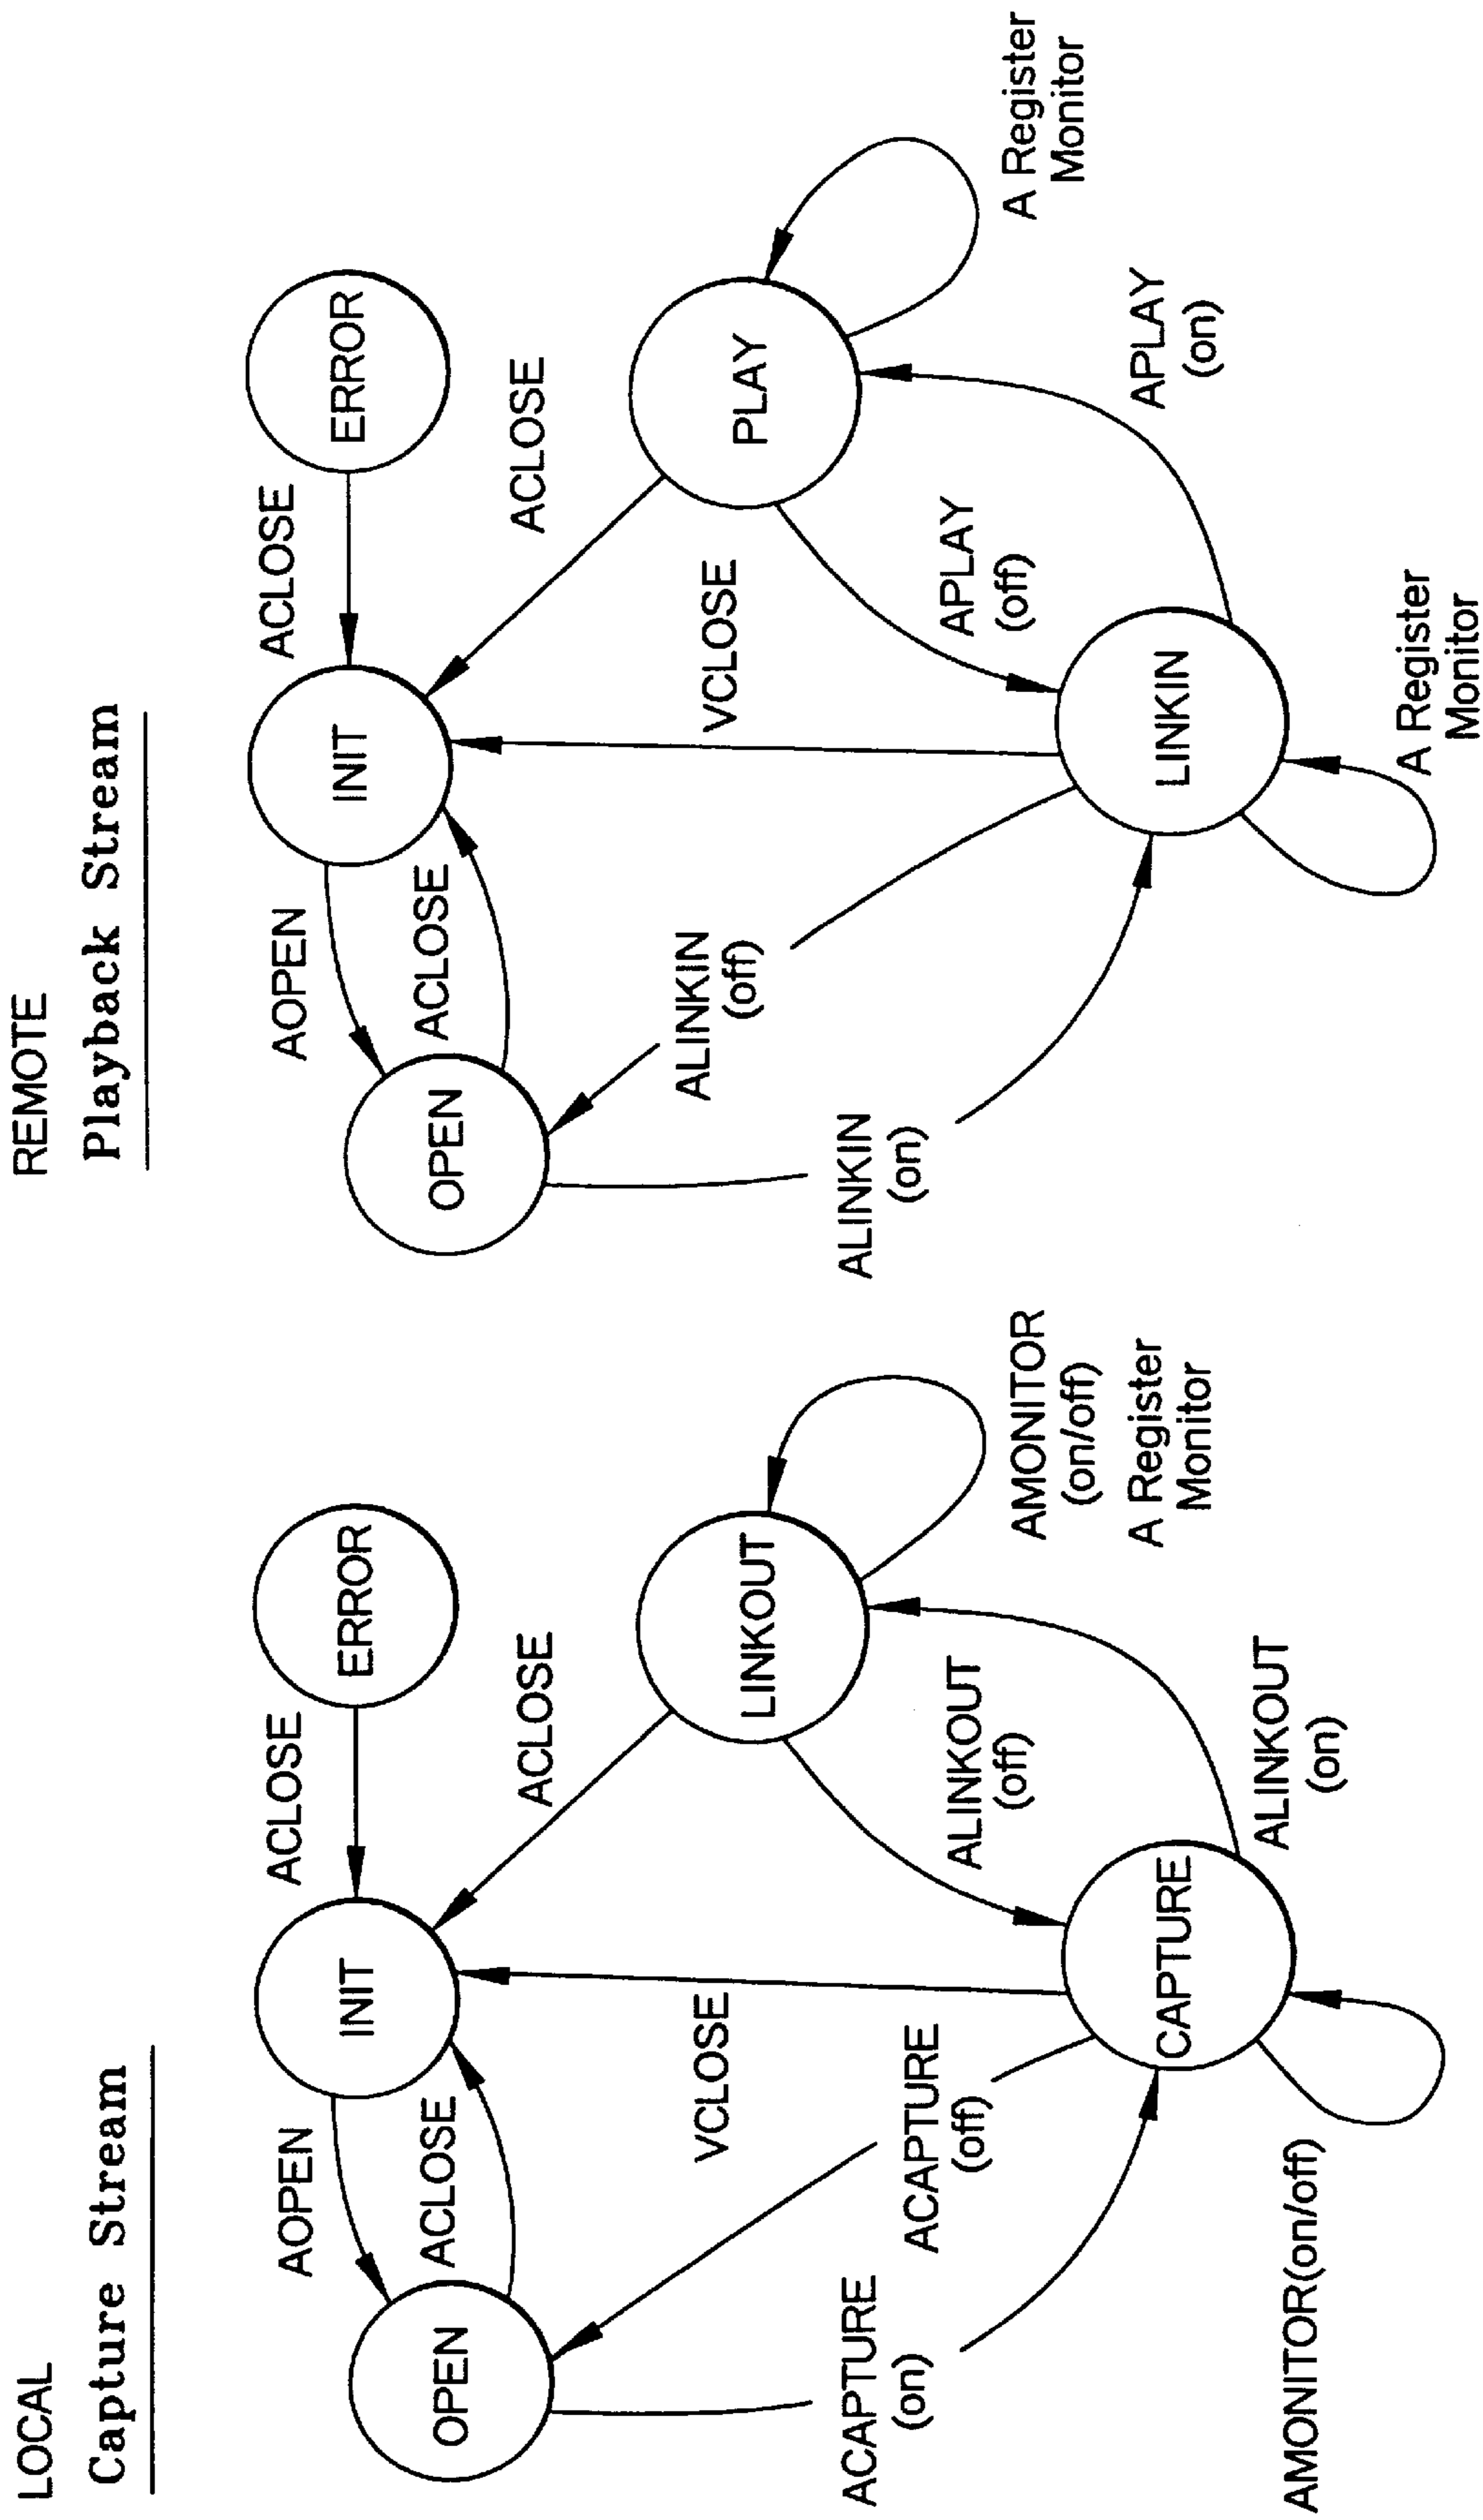 LOCAL
Capture Stream
AOPEN
ACLOSE
INIT
ACLOSE
ERROR
OPEN
ACLOSE
VCLOSE
LINKOUT
ACAPTURE
(on)
ACAPTURE
(off)
ALINKOUT
(off)
AMONITOR
(on/off)
A Register
Monitor
CAPTURE
ALINKOUT
(on)
AMONITOR(on/off)
REMOTE
Playback Stream
AOPEN
ACLOSE
INIT
ACLOSE
ERROR
OPEN
ACLOSE
ALINKIN
(off)
VCLOSE
PLAY
ALINKIN
(on)
APLAY
(off)
A Register
Monitor
LINKIN
APLAY
(on)
A Register
Monitor